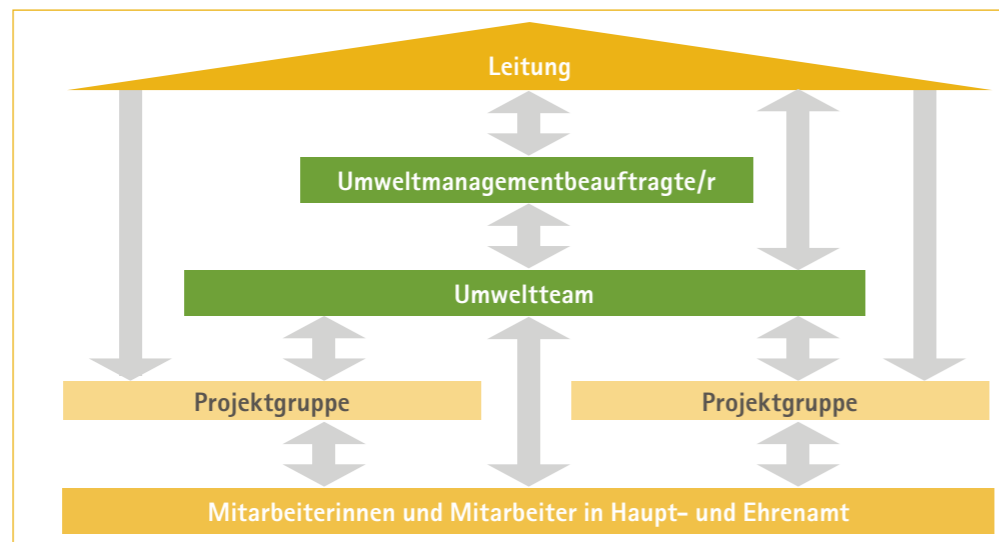 Leitung
Umweltmanagementbeauftragte/r
Umweltteam
Projektgruppe
Projektgruppe
Mitarbeiterinnen und Mitarbeiter in Haupt- und Ehrenamt